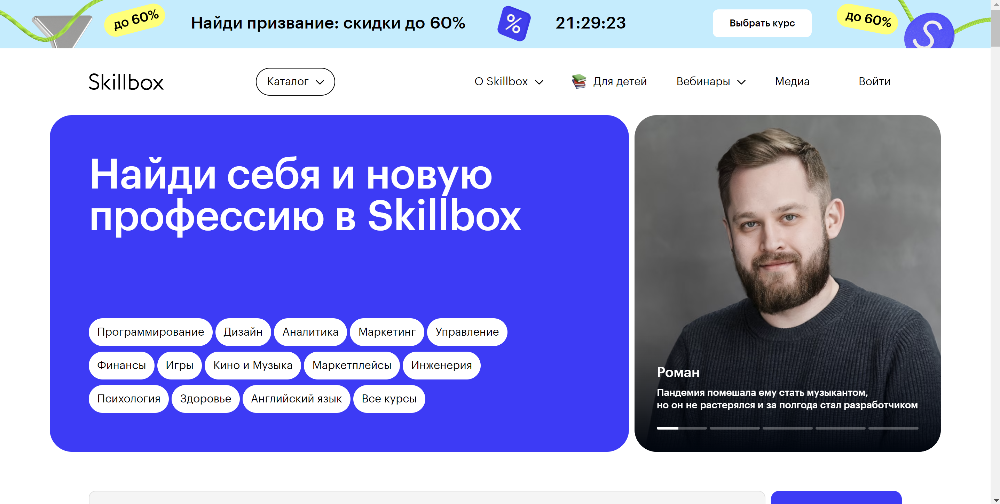 до 60%
Найди призвание: скидки до 60%
%
21:29:23
Выбрать курс
до 60%
S
Skillbox
Каталог
О Skillbox
Для детей
Вебинары
Медиа
Войти
Найди себя и новую
профессию в Skillbox
Программирование
Дизайн
Аналитика
Маркетинг
Управление
Финансы
Игры
Кино и Музыка
Маркетплейсы
Инженерия
Психология
Здоровье
Английский язык
Все курсы
Роман
Пандемия помешала ему стать музыкантом,
но он не растерялся и за полгода стал разработчиком